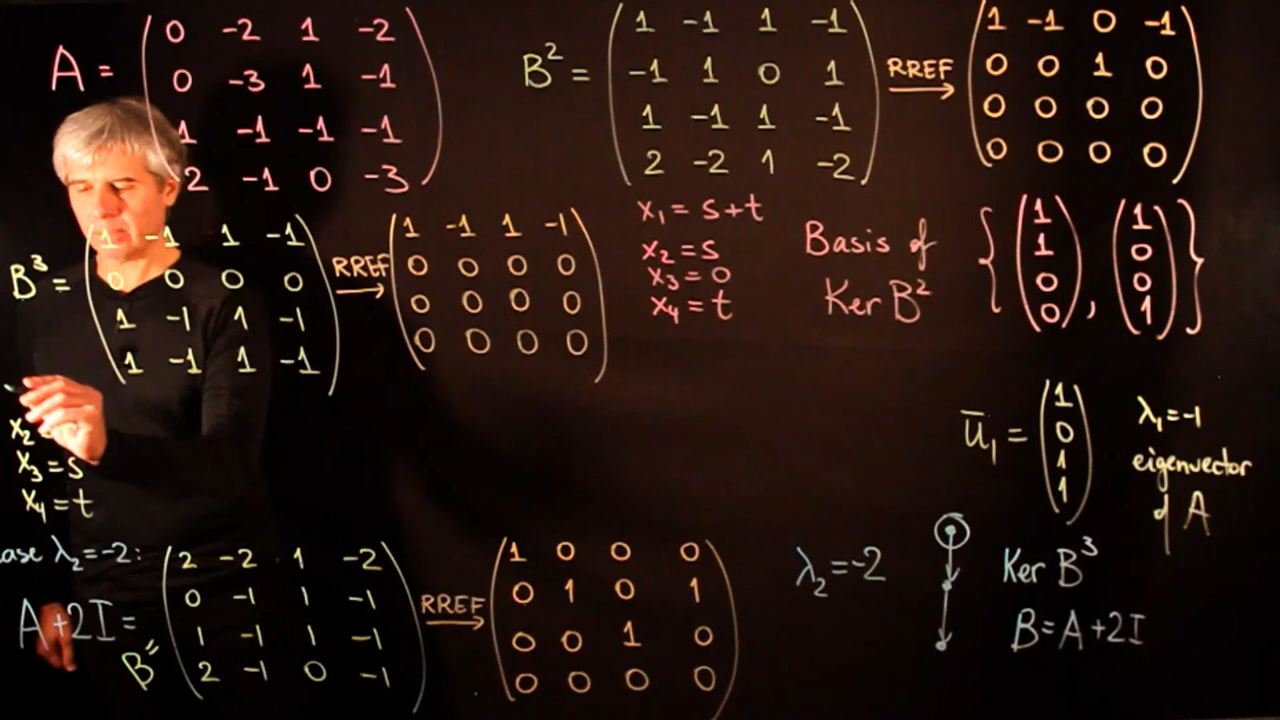 A = ( 0 -2 1 -2
0 -3 1 -1
1 -1 -1 -1
2 -1 0 -3 )
B² = ( 1 -1 1 -1
-1 1 0 1
1 -1 1 -1
2 -2 1 -2 )
RREF
( 1 -1 0 -1
0 0 1 0
0 0 0 0
0 0 0 0 )
B³ = ( 1 -1 1 -1
0 0 0 0
1 -1 1 -1
1 -1 1 -1 )
RREF
( 1 -1 1 -1
0 0 0 0
0 0 0 0
0 0 0 0 )
x₁ = s+t
x₂ = s
x₃ = 0
x₄ = t
Basis of
Ker B²
{ ( 1 1 0 0 ) , ( 1 0 0 1 ) }
x₂ =
x₃ = s
x₄ = t
u̅₁ = ( 1 0 1 1 )
λ₁=-1
eigenvector
of A
ase λ₂=-2:
A+2I =
B"
( 2 -2 1 -2
0 -1 1 -1
1 -1 1 -1
2 -1 0 -1 )
RREF
( 1 0 0 0
0 1 0 1
0 0 1 0
0 0 0 0 )
λ₂=-2
Ker B³
B=A+2I